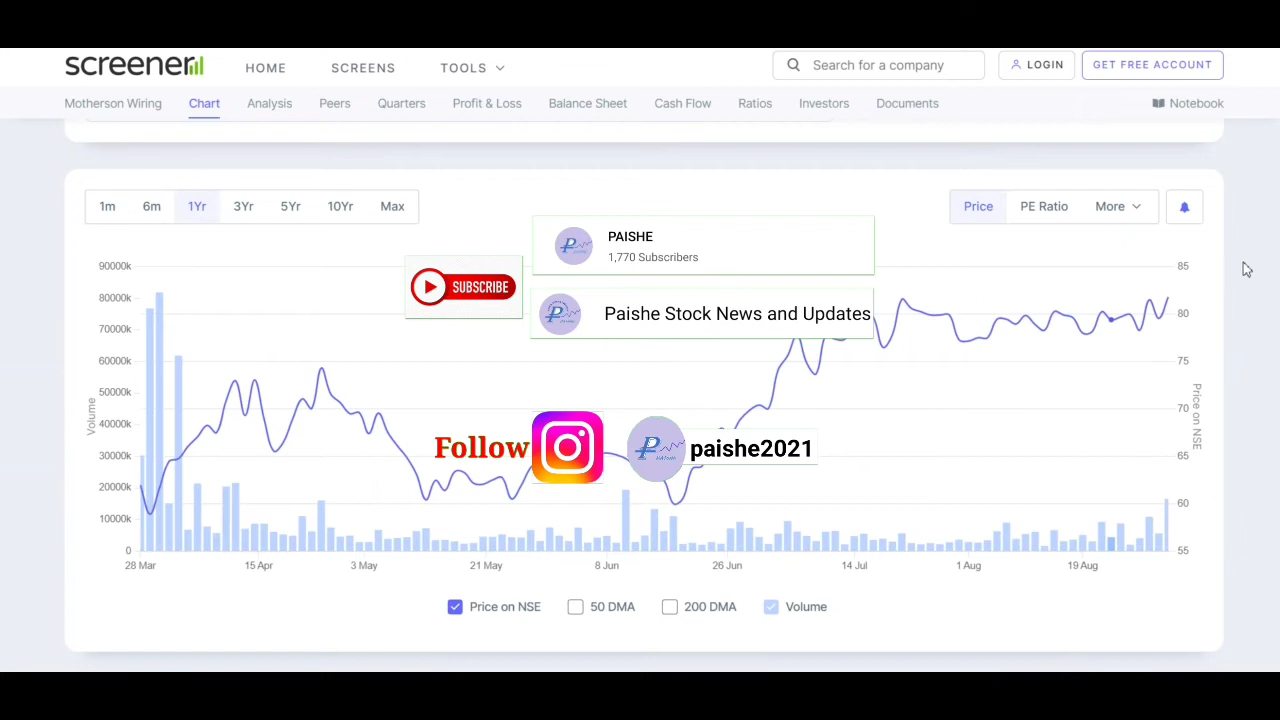 screener
HOME SCREENS TOOLS
Search for a company
LOGIN
GET FREE ACCOUNT
Motherson Wiring Chart Analysis Peers Quarters Profit & Loss Balance Sheet Cash Flow Ratios Investors Documents Notebook
1m 6m 1Yr 3Yr 5Yr 10Yr Max
Price PE Ratio More
PAISHE
1,770 Subscribers
SUBSCRIBE
Paishe Stock News and Updates
Follow
paishe2021
90000k
80000k
70000k
60000k
50000k
40000k
30000k
20000k
10000k
0
Volume
85
80
75
70
65
60
55
Price on NSE
28 Mar 15 Apr 3 May 21 May 8 Jun 26 Jun 14 Jul 1 Aug 19 Aug
Price on NSE 50 DMA 200 DMA Volume